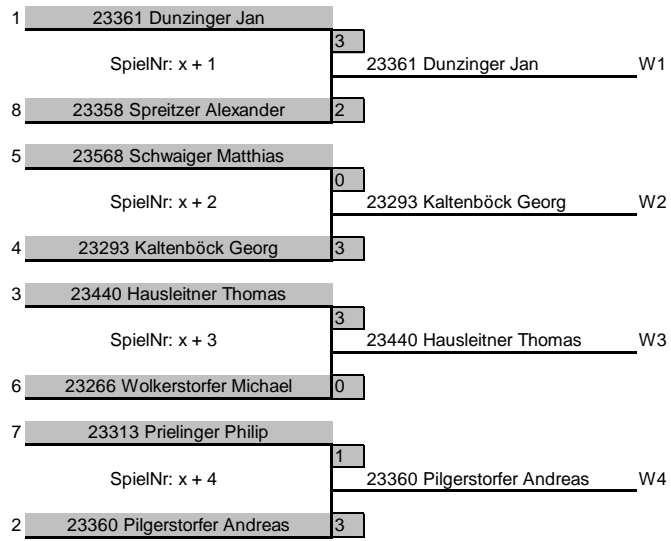 1 23361 Dunzinger Jan
3
SpielNr: x + 1 23361 Dunzinger Jan W1
8 23358 Spreitzer Alexander 2
5 23568 Schwaiger Matthias
0
SpielNr: x + 2 23293 Kaltenböck Georg W2
4 23293 Kaltenböck Georg 3
3 23440 Hausleitner Thomas
3
SpielNr: x + 3 23440 Hausleitner Thomas W3
6 23266 Wolkerstorfer Michael 0
7 23313 Prielinger Philip
1
SpielNr: x + 4 23360 Pilgerstorfer Andreas W4
2 23360 Pilgerstorfer Andreas 3